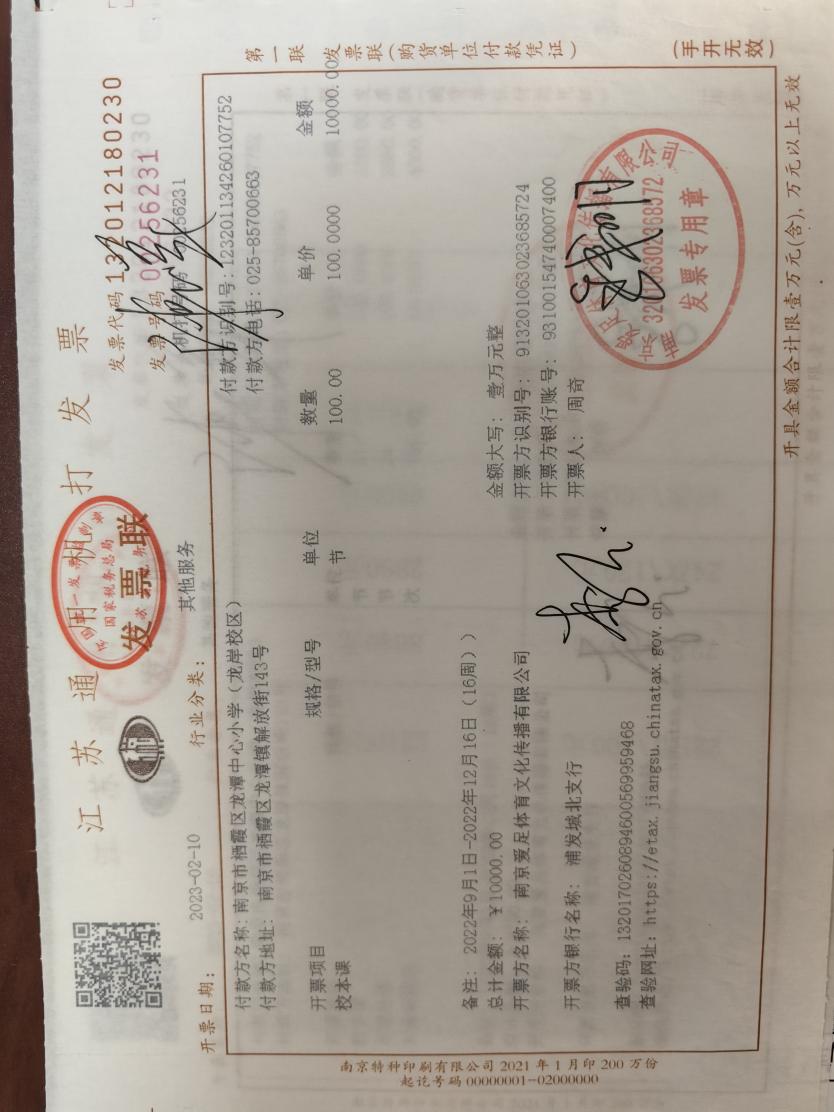 江苏通用机打发票
发票联
发票代码 132012180230
发票号码 00256231
开票日期： 2023-02-10 行业分类： 其他服务
付款方名称：南京市栖霞区龙潭中心小学（龙岸校区） 付款方识别号：123201134260107752
付款方地址： 南京市栖霞区龙潭镇解放街143号 付款方电话：025-85700663
开票项目 规格/型号 单位 数量 单价 金额
校本课 节 100.00 100.0000 10000.00
备注: 2022年9月1日-2022年12月16日（16周））
总计金额: ￥10000.00 金额大写： 壹万元整
开票方名称： 南京爱足体育文化传播有限公司 开票方识别号： 913201063023685724
开票方银行名称： 浦发城北支行 开票方银行账号： 93100154740007400
开票人： 周奇
查验码：1320170260894600569959468
查验网址：https://etax.jiangsu.chinatax.gov.cn
320106302368572
发票专用章
国家税务总局
第一联 发票联（购货单位付款凭证）
（手开无效）
开具金额合计限壹万元(含)，万元以上无效
南京特种印刷有限公司 2021 年 1 月印 200 万份
起讫号码 00000001-02000000